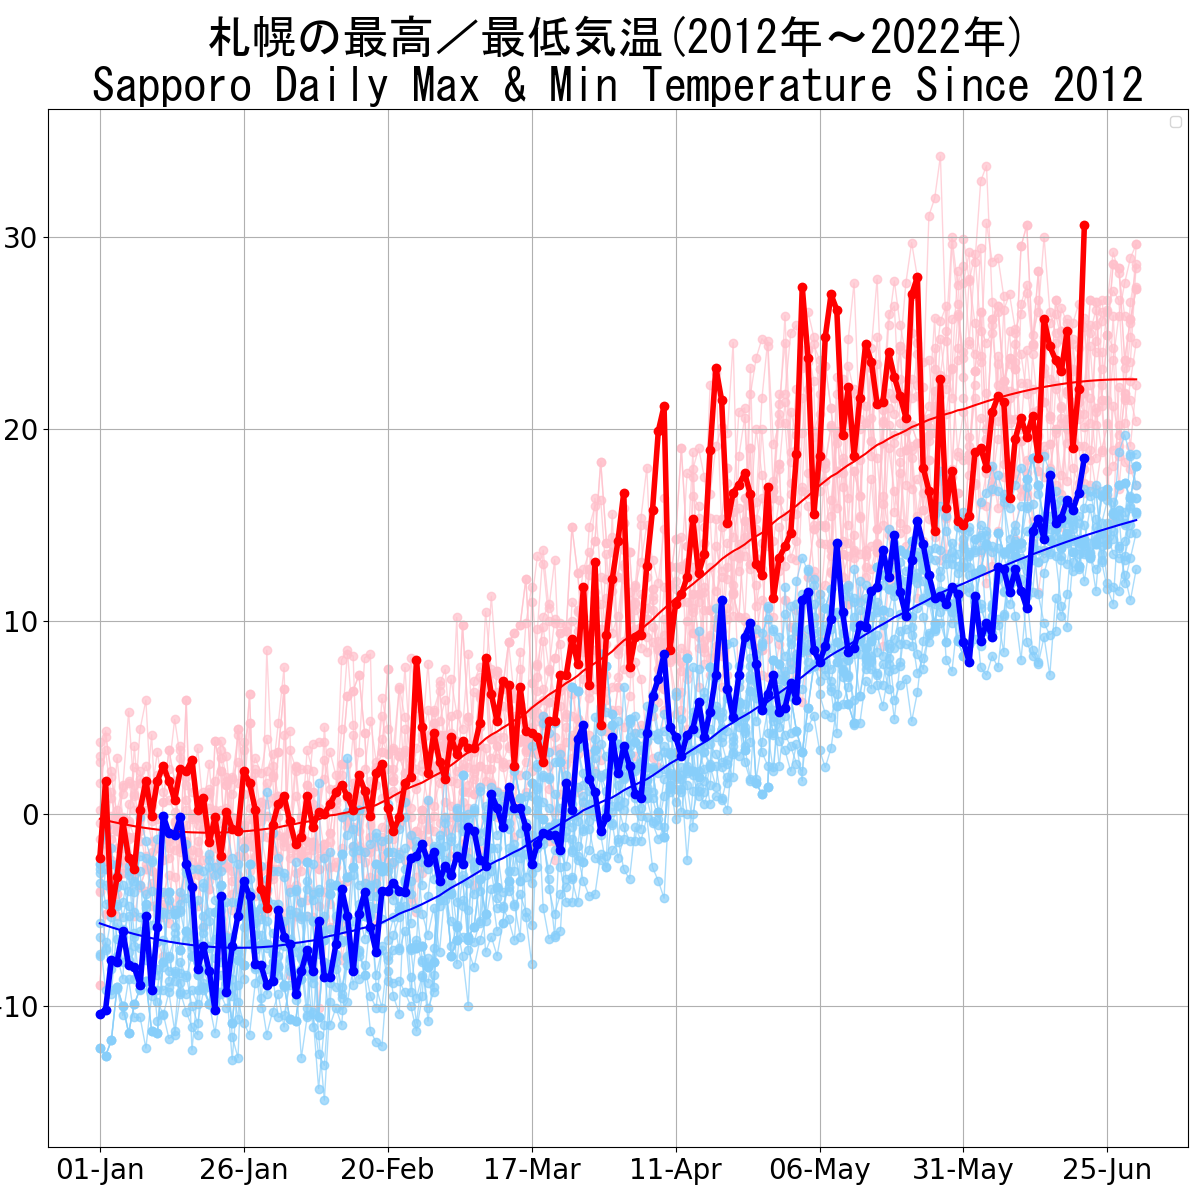 札幌の最高／最低気温(2012年～2022年)
Sapporo Daily Max & Min Temperature Since 2012
30
20
10
0
-10
01-Jan 26-Jan 20-Feb 17-Mar 11-Apr 06-May 31-May 25-Jun